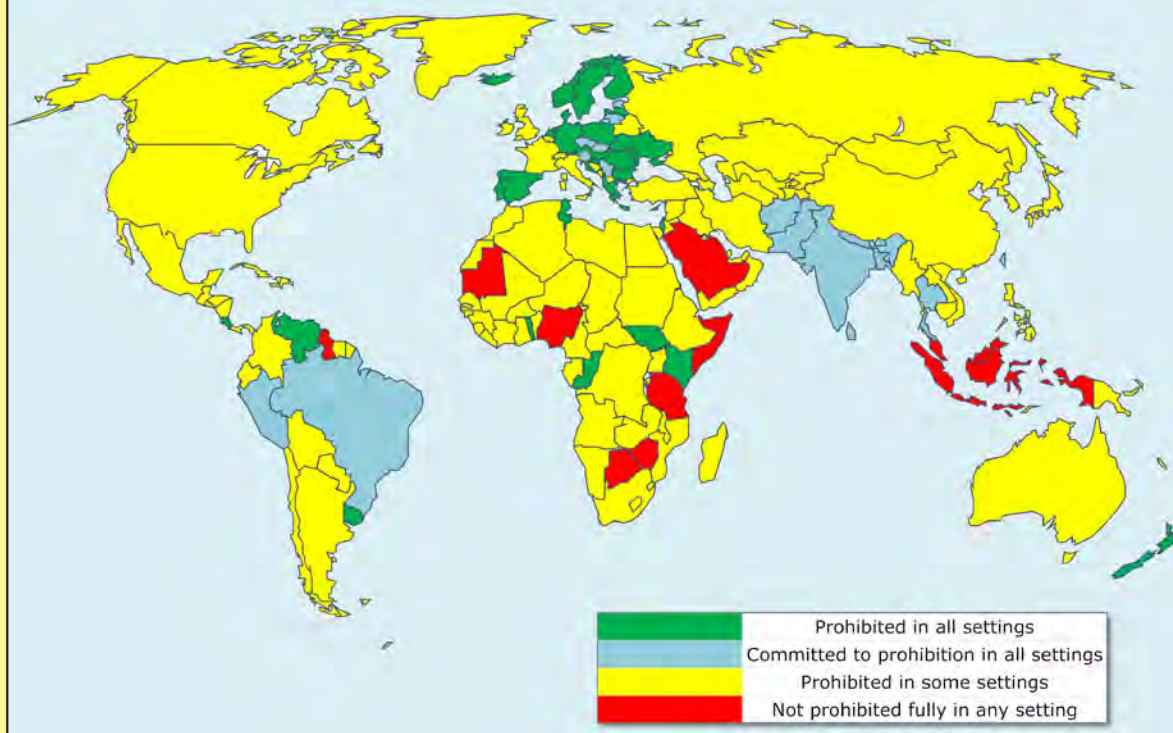 Prohibited in all settings
Committed to prohibition in all settings
Prohibited in some settings
Not prohibited fully in any setting